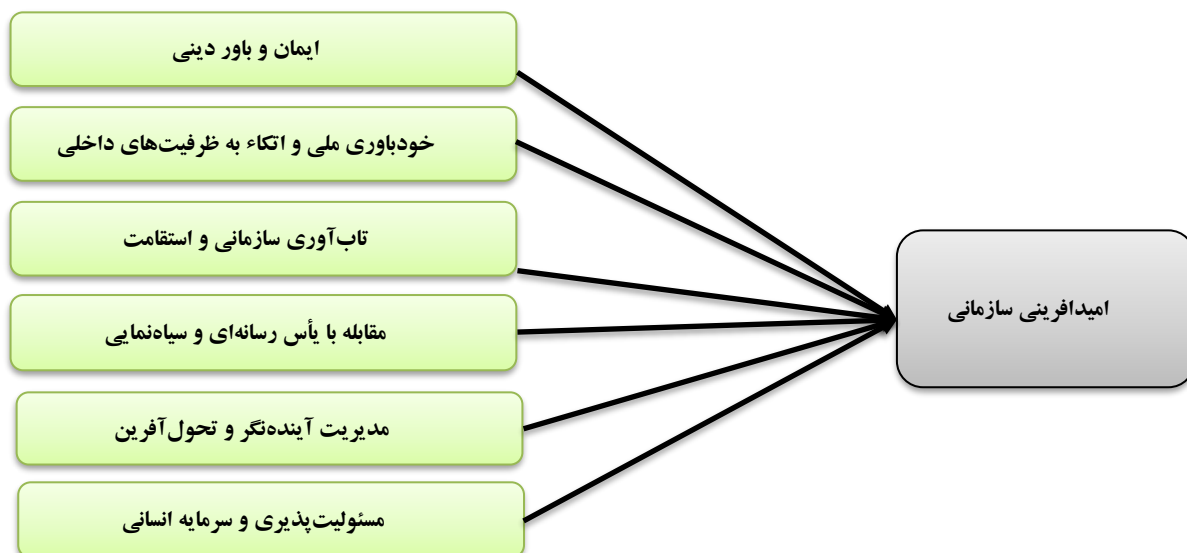 ایمان و باور دینی
خودباوری ملی و اتکاء به ظرفیت‌های داخلی
تاب‌آوری سازمانی و استقامت
مقابله با یأس رسانه‌ای و سیاه‌نمایی
مدیریت آینده‌نگر و تحول‌آفرین
مسئولیت‌پذیری و سرمایه انسانی
امیدافرینی سازمانی